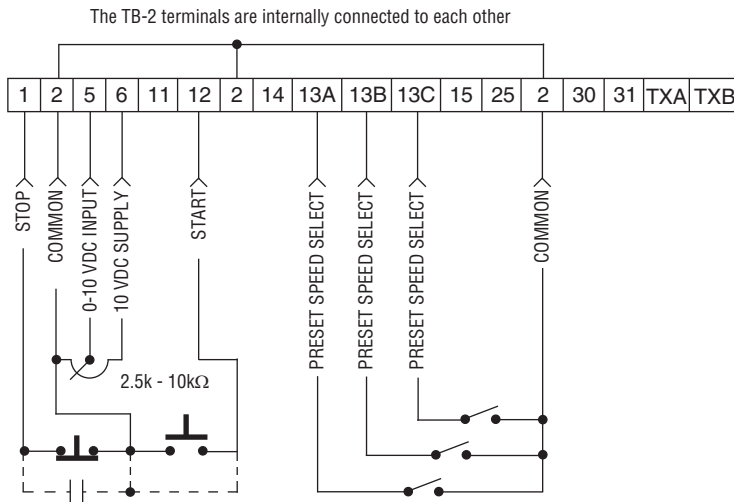 The TB-2 terminals are internally connected to each other
1 2 5 6 11 12 2 14 13A 13B 13C 15 25 2 30 31 TXA TXB
STOP
COMMON
0-10 VDC INPUT
10 VDC SUPPLY
START
PRESET SPEED SELECT
PRESET SPEED SELECT
PRESET SPEED SELECT
COMMON
2.5k - 10kΩ